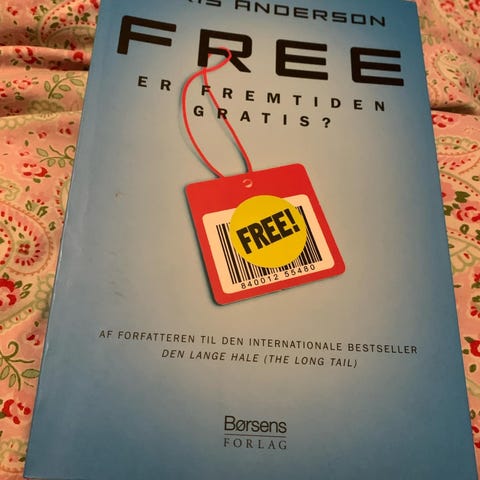 IS ANDERSON
FREE
ER FREMTIDEN
GRATIS?
FREE!
840012 55480
AF FORFATTEREN TIL DEN INTERNATIONALE BESTSELLER
DEN LANGE HALE (THE LONG TAIL)
Børsens
FORLAG